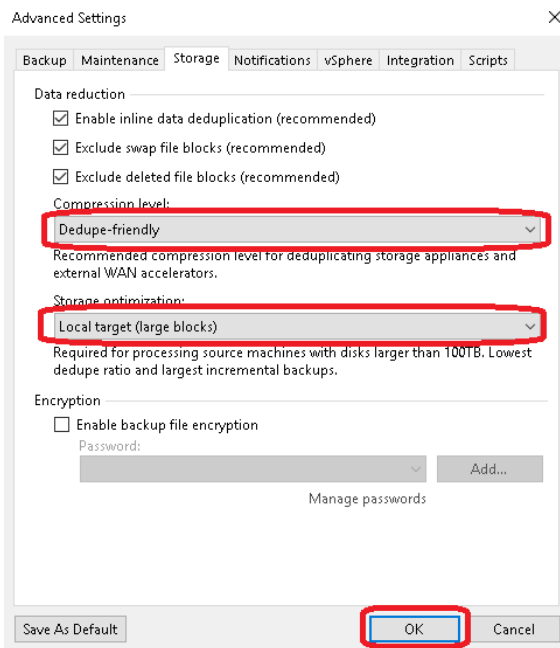 Advanced Settings
Backup Maintenance Storage Notifications vSphere Integration Scripts
Data reduction
Enable inline data deduplication (recommended)
Exclude swap file blocks (recommended)
Exclude deleted file blocks (recommended)
Compression level:
Dedupe-friendly
Recommended compression level for deduplicating storage appliances and
external WAN accelerators.
Storage optimization:
Local target (large blocks)
Required for processing source machines with disks larger than 100TB. Lowest
dedupe ratio and largest incremental backups.
Encryption
Enable backup file encryption
Password:
Add...
Manage passwords
Save As Default OK Cancel